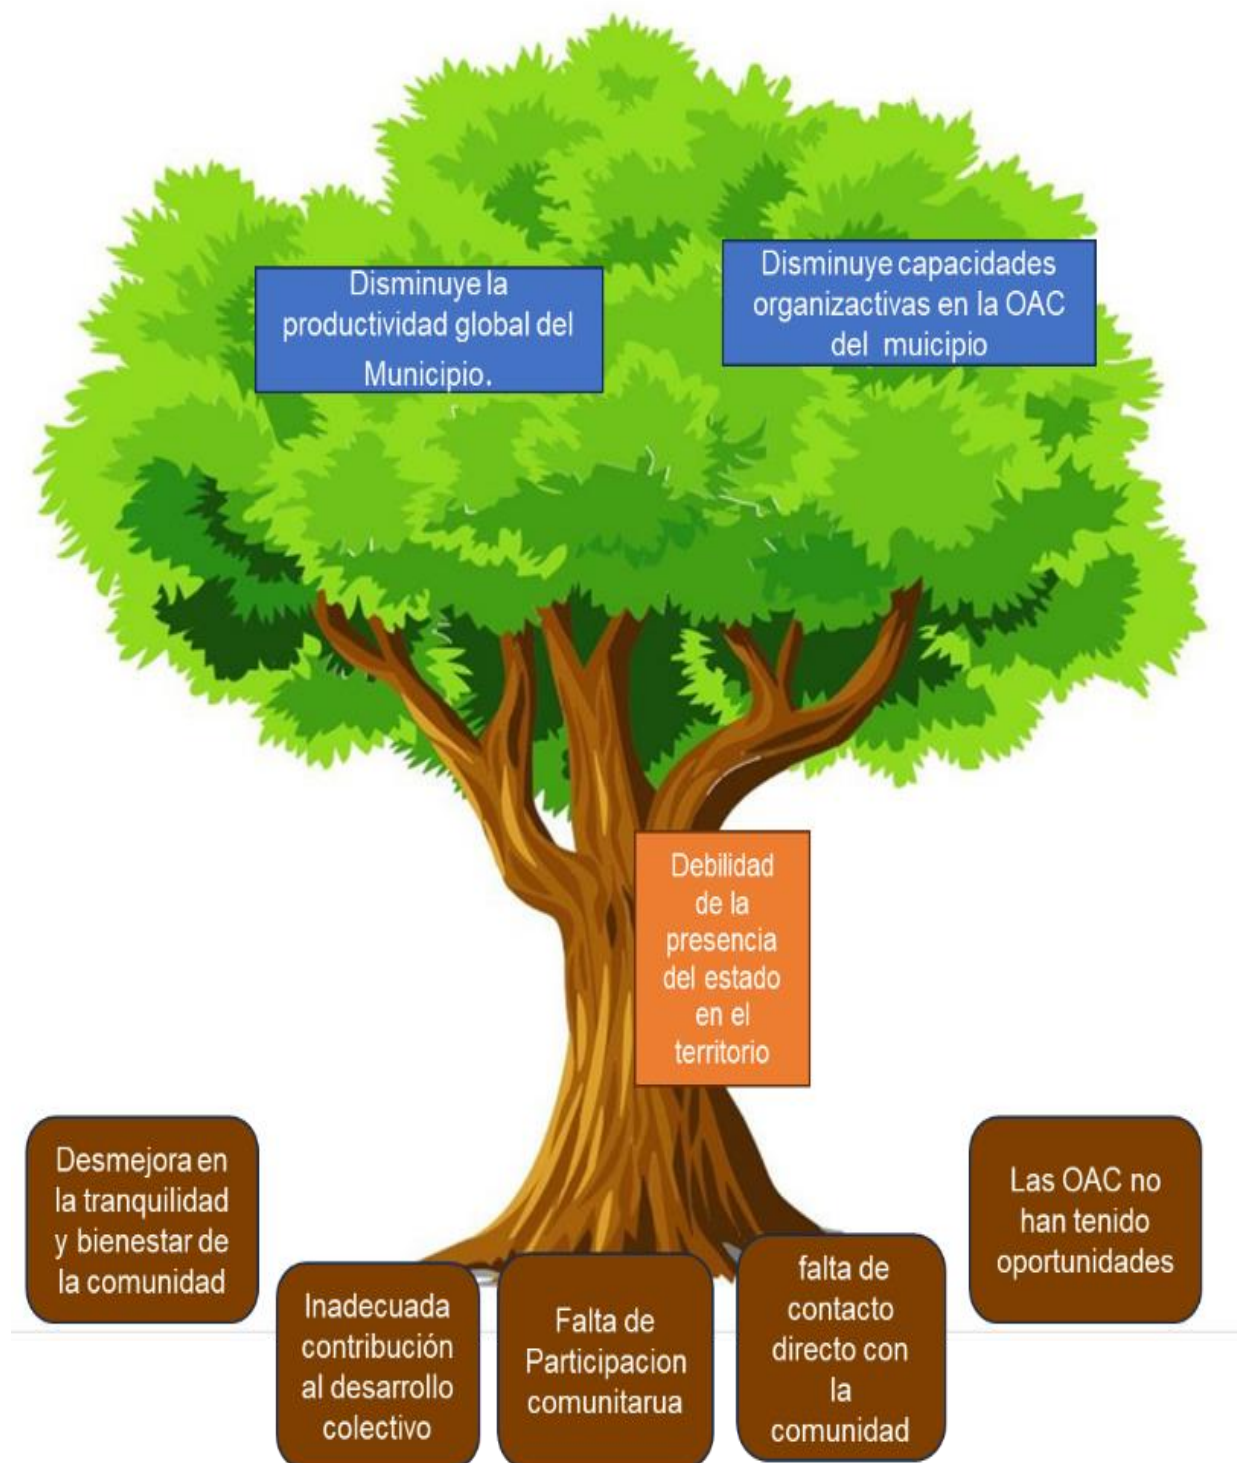 Disminuye la
productividad global del
Municipio.
Disminuye capacidades
organizactivas en la OAC
del muicipio
Debilidad
de la
presencia
del estado
en el
territorio
Desmejora en
la tranquilidad
y bienestar de
la comunidad
Inadecuada
contribución
al desarrollo
colectivo
Falta de
Participacion
comunitarua
falta de
contacto
directo con
la
comunidad
Las OAC no
han tenido
oportunidades